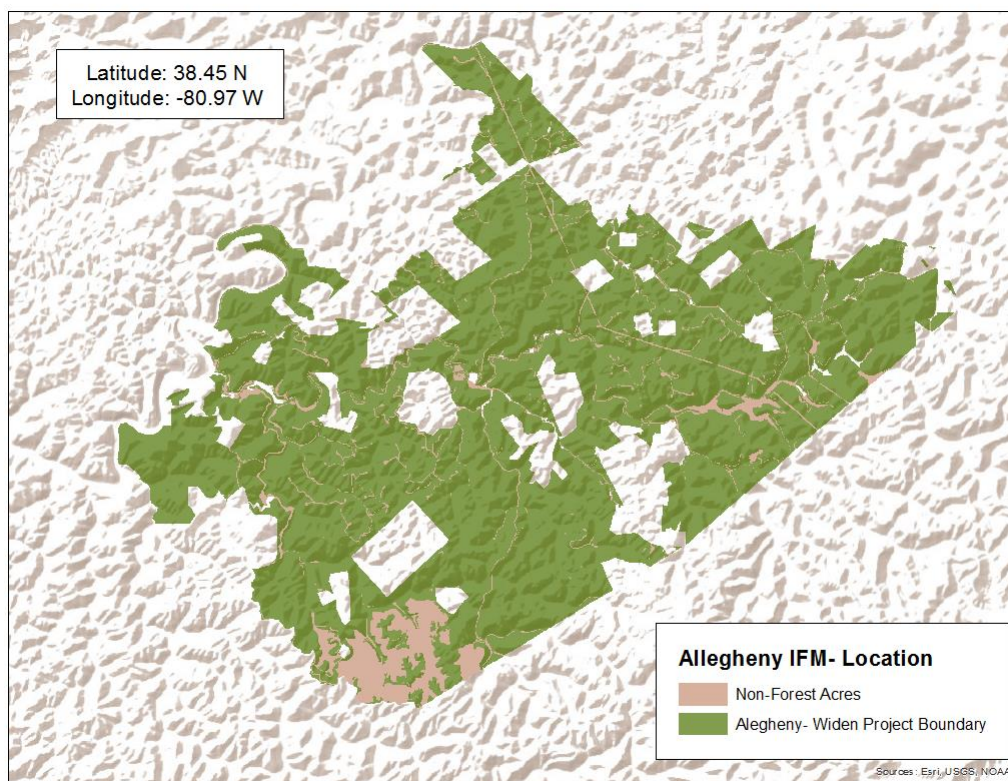 Latitude: 38.45 N
Longitude: -80.97 W
Allegheny IFM- Location
Non-Forest Acres
Alegheny- Widen Project Boundary
Sources: Esri, USGS, NOA